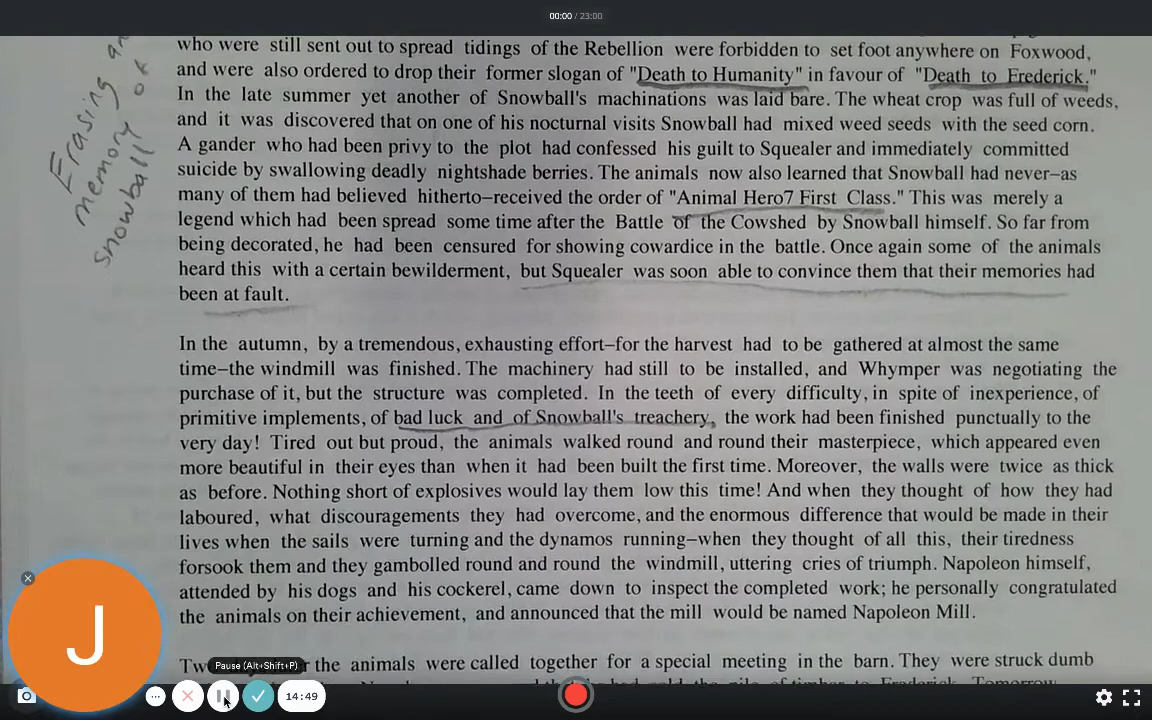 00:00 / 23:00
Erasing
memory of
Snowball
who were still sent out to spread tidings of the Rebellion were forbidden to set foot anywhere on Foxwood,
and were also ordered to drop their former slogan of "Death to Humanity" in favour of "Death to Frederick."
In the late summer yet another of Snowball's machinations was laid bare. The wheat crop was full of weeds,
and it was discovered that on one of his nocturnal visits Snowball had mixed weed seeds with the seed corn.
A gander who had been privy to the plot had confessed his guilt to Squealer and immediately committed
suicide by swallowing deadly nightshade berries. The animals now also learned that Snowball had never–as
many of them had believed hitherto–received the order of "Animal Hero7 First Class." This was merely a
legend which had been spread some time after the Battle of the Cowshed by Snowball himself. So far from
being decorated, he had been censured for showing cowardice in the battle. Once again some of the animals
heard this with a certain bewilderment, but Squealer was soon able to convince them that their memories had
been at fault.
In the autumn, by a tremendous, exhausting effort–for the harvest had to be gathered at almost the same
time–the windmill was finished. The machinery had still to be installed, and Whymper was negotiating the
purchase of it, but the structure was completed. In the teeth of every difficulty, in spite of inexperience, of
primitive implements, of bad luck and of Snowball's treachery, the work had been finished punctually to the
very day! Tired out but proud, the animals walked round and round their masterpiece, which appeared even
more beautiful in their eyes than when it had been built the first time. Moreover, the walls were twice as thick
as before. Nothing short of explosives would lay them low this time! And when they thought of how they had
laboured, what discouragements they had overcome, and the enormous difference that would be made in their
lives when the sails were turning and the dynamos running–when they thought of all this, their tiredness
forsook them and they gambolled round and round the windmill, uttering cries of triumph. Napoleon himself,
attended by his dogs and his cockerel, came down to inspect the completed work; he personally congratulated
the animals on their achievement, and announced that the mill would be named Napoleon Mill.
the animals were called together for a special meeting in the barn. They were struck dumb
J
Pause (Alt+Shift+P)
14:49